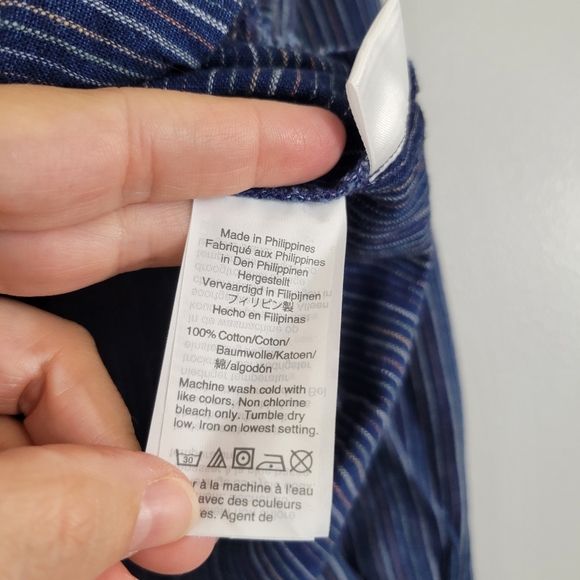 Made in Philippines
Fabriqué aux Philippines
in Den Philippinen
Hergestellt
Vervaardigd in Filipijnen
フィリピン製
Hecho en Filipinas
100% Cotton/Coton/
Baumwolle/Katoen/
綿/algodón
Machine wash cold with
like colors. Non chlorine
bleach only. Tumble dry
low. Iron on lowest setting.
30
à la machine à l'eau
avec des couleurs
Agent de